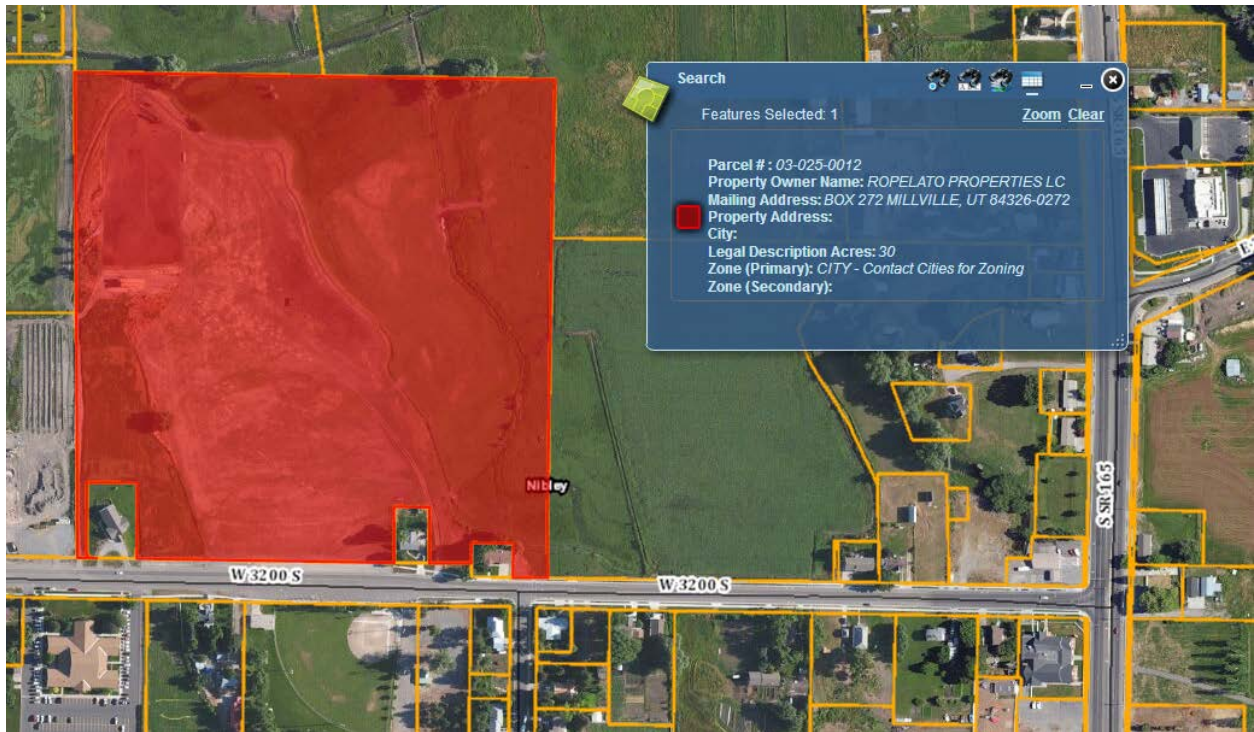 Search
Features Selected: 1
Zoom Clear
Parcel # : 03-025-0012
Property Owner Name: ROPELATO PROPERTIES LC
Mailing Address: BOX 272 MILLVILLE, UT 84326-0272
Property Address:
City:
Legal Description Acres: 30
Zone (Primary): CITY - Contact Cities for Zoning
Zone (Secondary):
Nibley
S SR 165
W 3200 S
W 3200 S